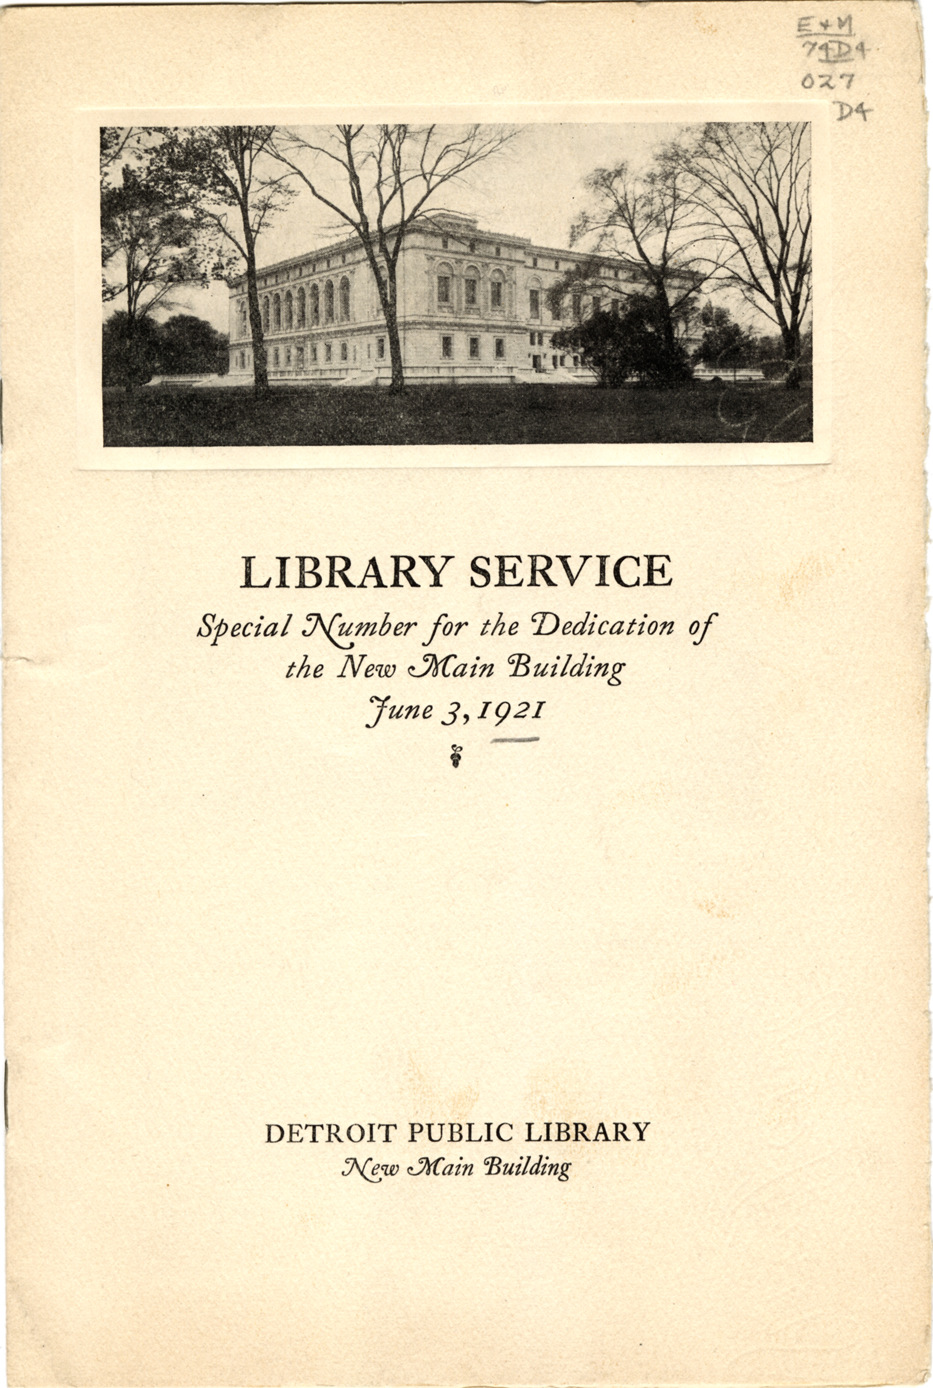 E&M
74D4
027
D4
LIBRARY SERVICE
Special Number for the Dedication of
the New Main Building
June 3, 1921
DETROIT PUBLIC LIBRARY
New Main Building